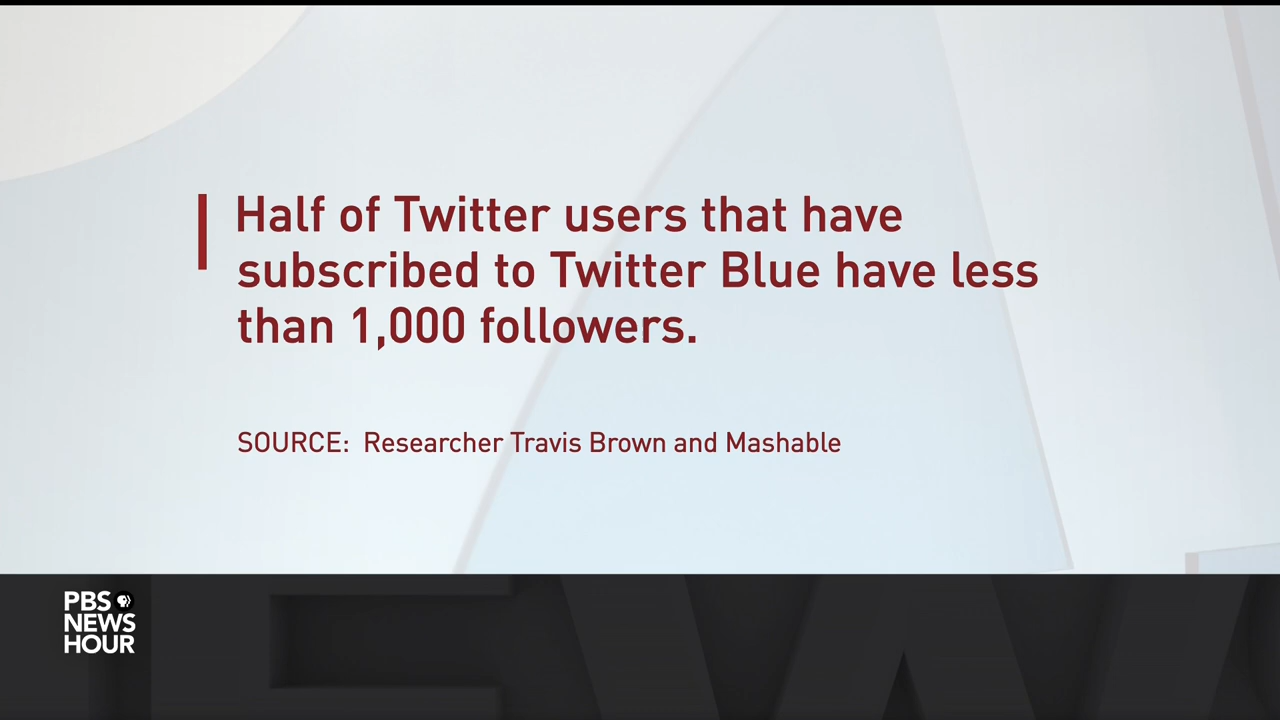 Half of Twitter users that have
subscribed to Twitter Blue have less
than 1,000 followers.
SOURCE: Researcher Travis Brown and Mashable
PBS
NEWS
HOUR